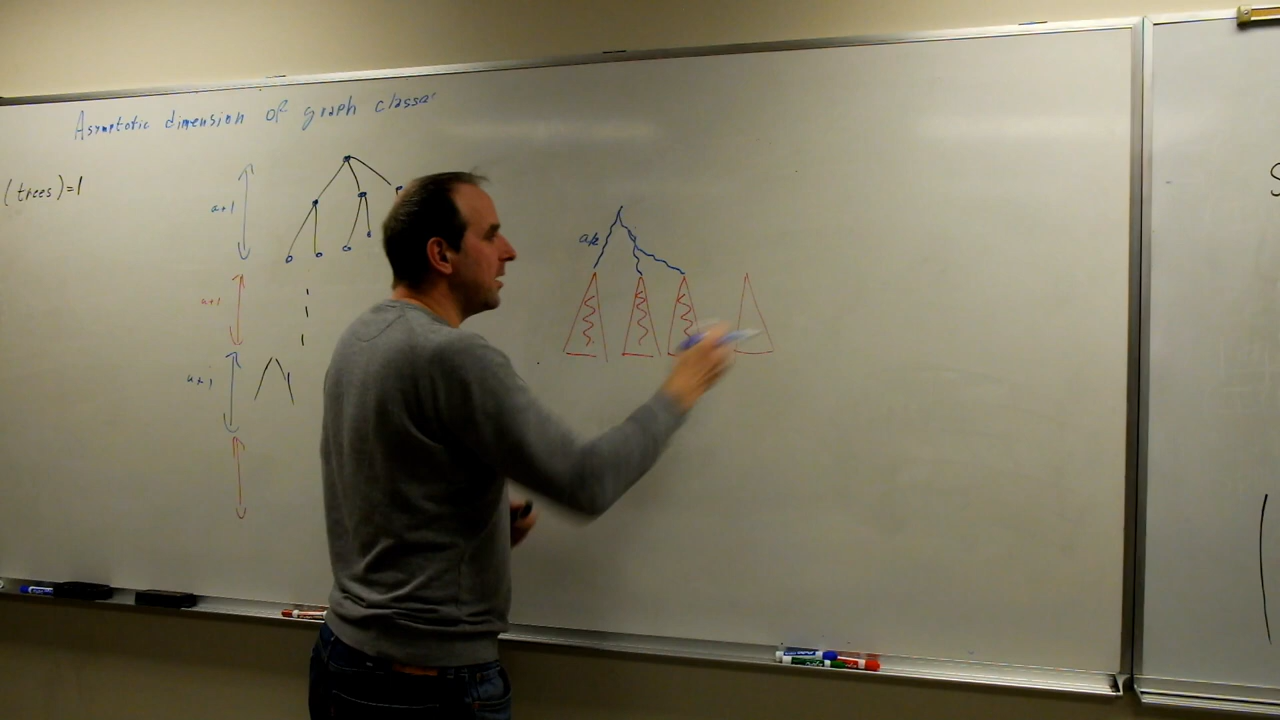 Asymptotic dimension of graph classes
(trees)=1
a+1
a+1
a+1